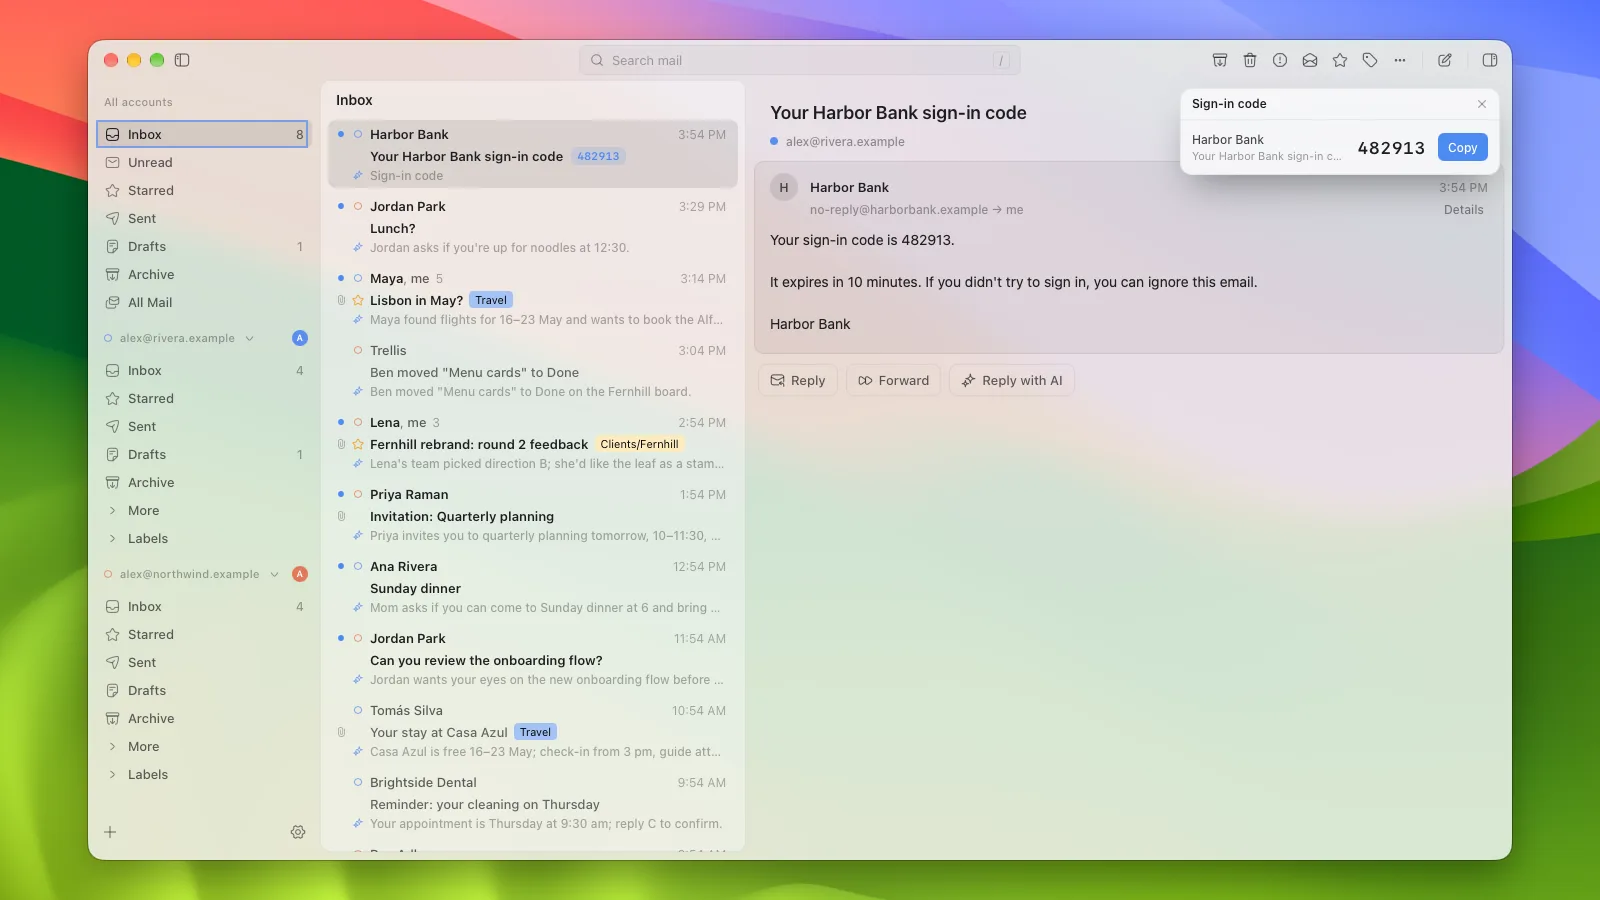 Search mail
/
All accounts
Inbox 8
Unread
Starred
Sent
Drafts 1
Archive
All Mail
alex@rivera.example A
Inbox 4
Starred
Sent
Drafts 1
Archive
More
Labels
alex@northwind.example A
Inbox 4
Starred
Sent
Drafts
Archive
More
Labels
Inbox
Harbor Bank 3:54 PM
Your Harbor Bank sign-in code 482913
Sign-in code
Jordan Park 3:29 PM
Lunch?
Jordan asks if you're up for noodles at 12:30.
Maya, me 5 3:14 PM
Lisbon in May? Travel
Maya found flights for 16–23 May and wants to book the Alf...
Trellis 3:04 PM
Ben moved "Menu cards" to Done
Ben moved "Menu cards" to Done on the Fernhill board.
Lena, me 3 2:54 PM
Fernhill rebrand: round 2 feedback Clients/Fernhill
Lena's team picked direction B; she'd like the leaf as a stam...
Priya Raman 1:54 PM
Invitation: Quarterly planning
Priya invites you to quarterly planning tomorrow, 10–11:30, ...
Ana Rivera 12:54 PM
Sunday dinner
Mom asks if you can come to Sunday dinner at 6 and bring ...
Jordan Park 11:54 AM
Can you review the onboarding flow?
Jordan wants your eyes on the new onboarding flow before ...
Tomás Silva 10:54 AM
Your stay at Casa Azul Travel
Casa Azul is free 16–23 May; check-in from 3 pm, guide att...
Brightside Dental 9:54 AM
Reminder: your cleaning on Thursday
Your appointment is Thursday at 9:30 am; reply C to confirm.
Your Harbor Bank sign-in code
alex@rivera.example
H Harbor Bank 3:54 PM
no-reply@harborbank.example → me Details
Your sign-in code is 482913.
It expires in 10 minutes. If you didn't try to sign in, you can ignore this email.
Harbor Bank
Reply Forward Reply with AI
Sign-in code
Harbor Bank
Your Harbor Bank sign-in c...
482913
Copy